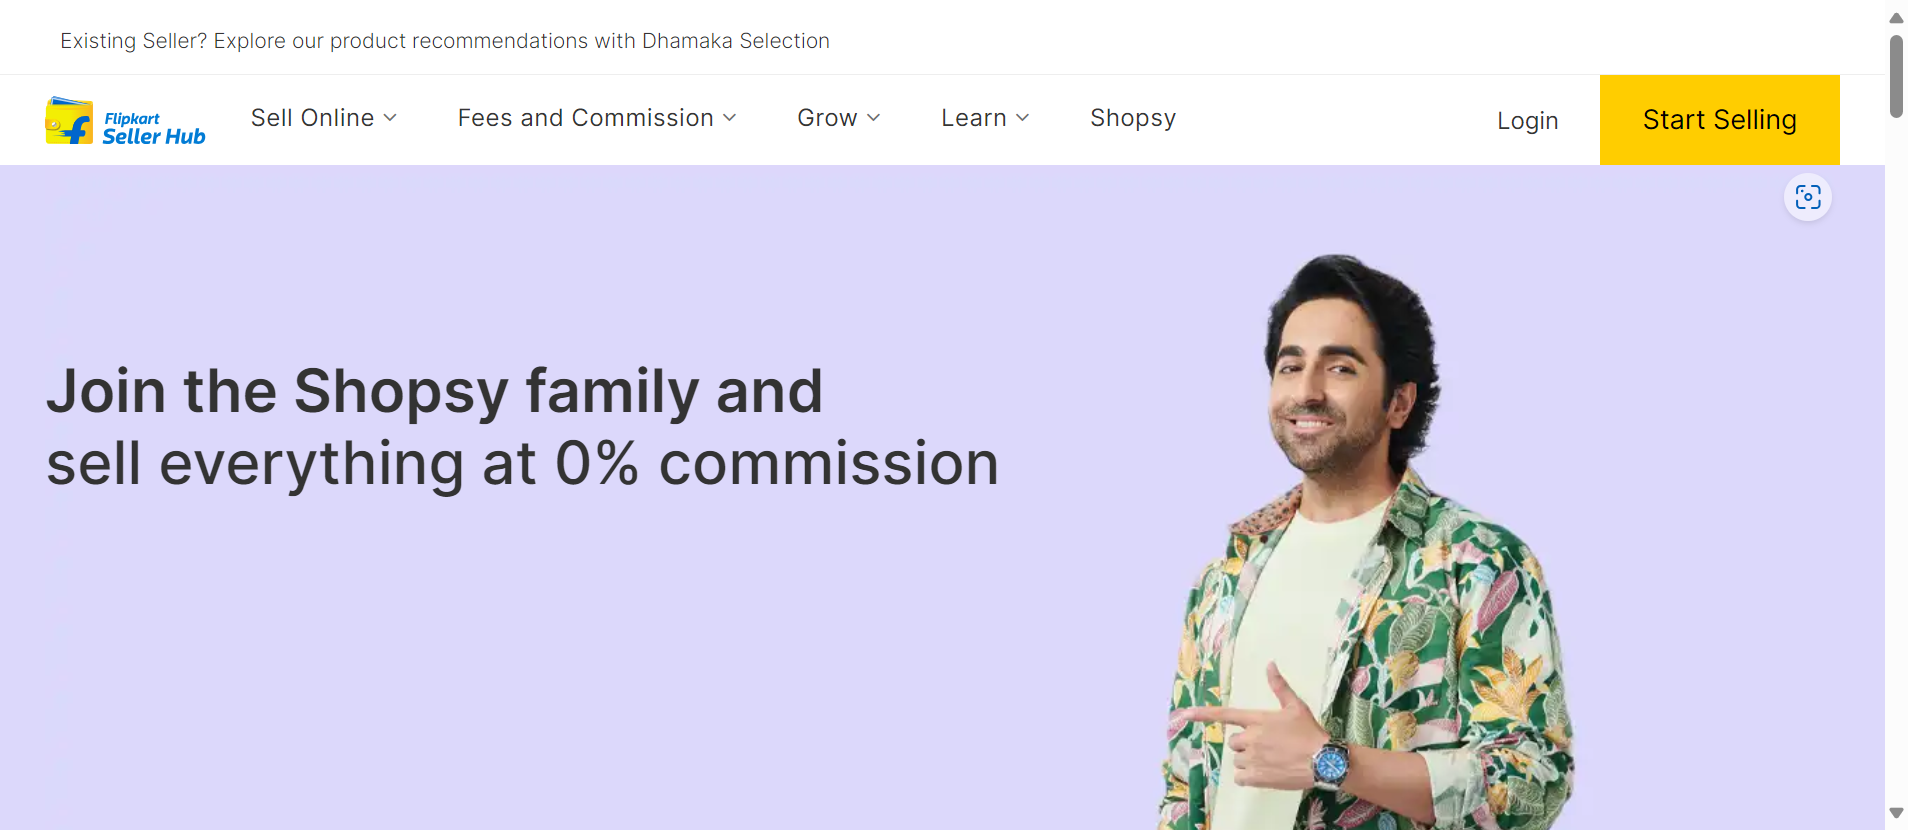 Existing Seller? Explore our product recommendations with Dhamaka Selection
Flipkart
Seller Hub
Sell Online
Fees and Commission
Grow
Learn
Shopsy
Login
Start Selling
Join the Shopsy family and
sell everything at 0% commission